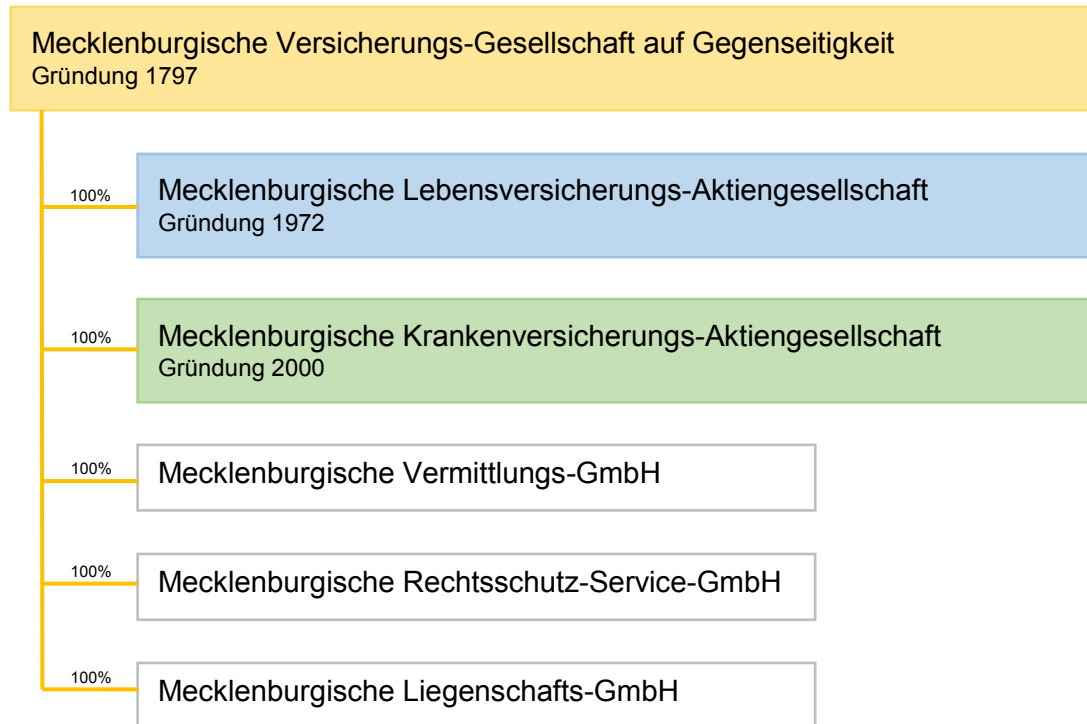 Mecklenburgische Versicherungs-Gesellschaft auf Gegenseitigkeit
Gründung 1797
100%
Mecklenburgische Lebensversicherungs-Aktiengesellschaft
Gründung 1972
100%
Mecklenburgische Krankenversicherungs-Aktiengesellschaft
Gründung 2000
100%
Mecklenburgische Vermittlungs-GmbH
100%
Mecklenburgische Rechtsschutz-Service-GmbH
100%
Mecklenburgische Liegenschafts-GmbH